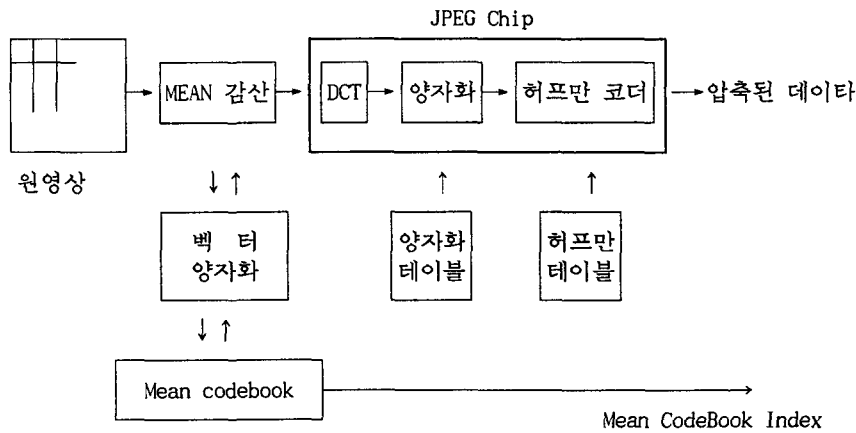 JPEG Chip
MEAN 감산
DCT
양자화
허프만 코더
압축된 데이타
원영상
벡 터
양자화
양자화
테이블
허프만
테이블
Mean codebook
Mean CodeBook Index